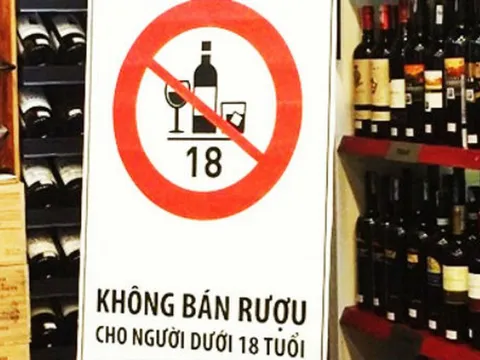 18
KHÔNG BÁN RƯỢU
CHO NGƯỜI DƯỚI 18 TUỔI